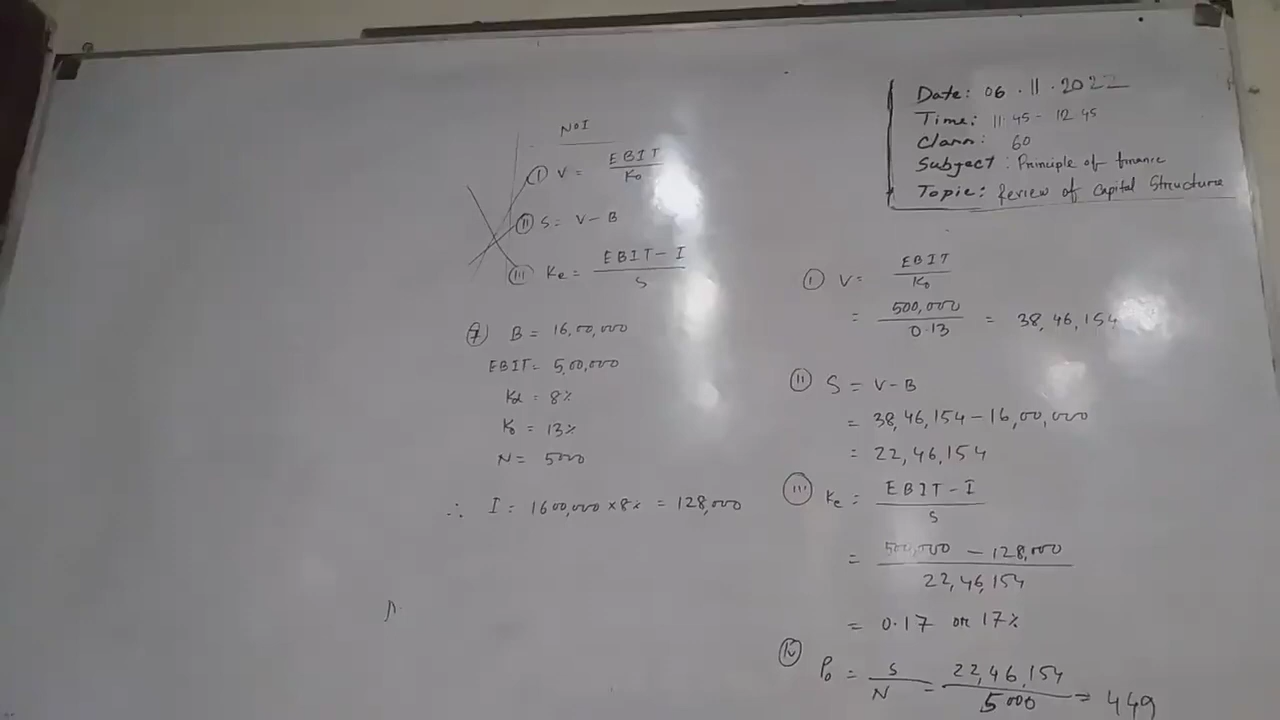 Date: 06.11.2022
Time: 11.45 - 12 45
Class: 60
Subject: Principle of finance
Topic: Review of Capital Structure
NOI
(I) V = EBIT / K₀
(II) S = V - B
(III) Ke = EBIT - I / S
(7) B = 16,00,000
EBIT = 5,00,000
Kd = 8%
K₀ = 13%
N = 5000
∴ I = 1600,000 × 8% = 128,000
(I) V = EBIT / K₀
= 500,000 / 0.13 = 38,46,154
(II) S = V - B
= 38,46,154 - 16,00,000
= 22,46,154
(III) Ke = EBIT - I / S
= 500,000 - 128,000 / 22,46,154
= 0.17 or 17%
(IV) P₀ = S / N = 22,46,154 / 5000 = 449